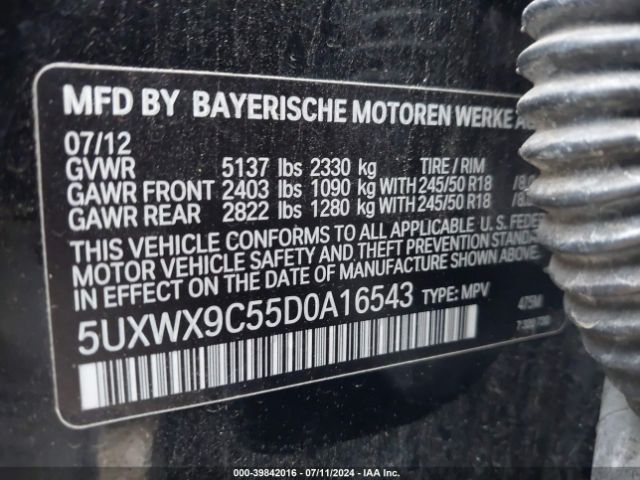 MFD BY BAYERISCHE MOTOREN WERKE
07/12
GVWR 5137 lbs 2330 kg TIRE / RIM
GAWR FRONT 2403 lbs 1090 kg WITH 245/50 R18
GAWR REAR 2822 lbs 1280 kg WITH 245/50 R18
THIS VEHICLE CONFORMS TO ALL APPLICABLE U. S.
MOTOR VEHICLE SAFETY AND THEFT PREVENTION
IN EFFECT ON THE DATE OF MANUFACTURE SHOWN ABOVE.
5UXWX9C55D0A16543 TYPE: MPV
000-39842016 - 07/11/2024 - IAA Inc.